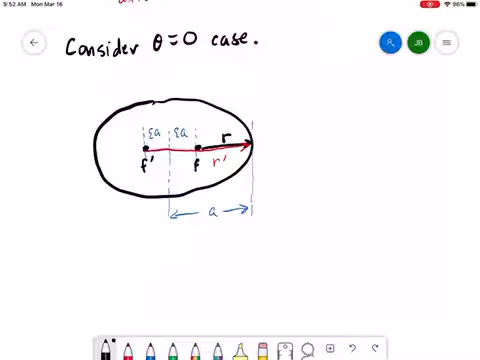 9:52 AM Mon Mar 16
96%
JB
Consider θ=0 case.
εa εa r
f' f r'
a